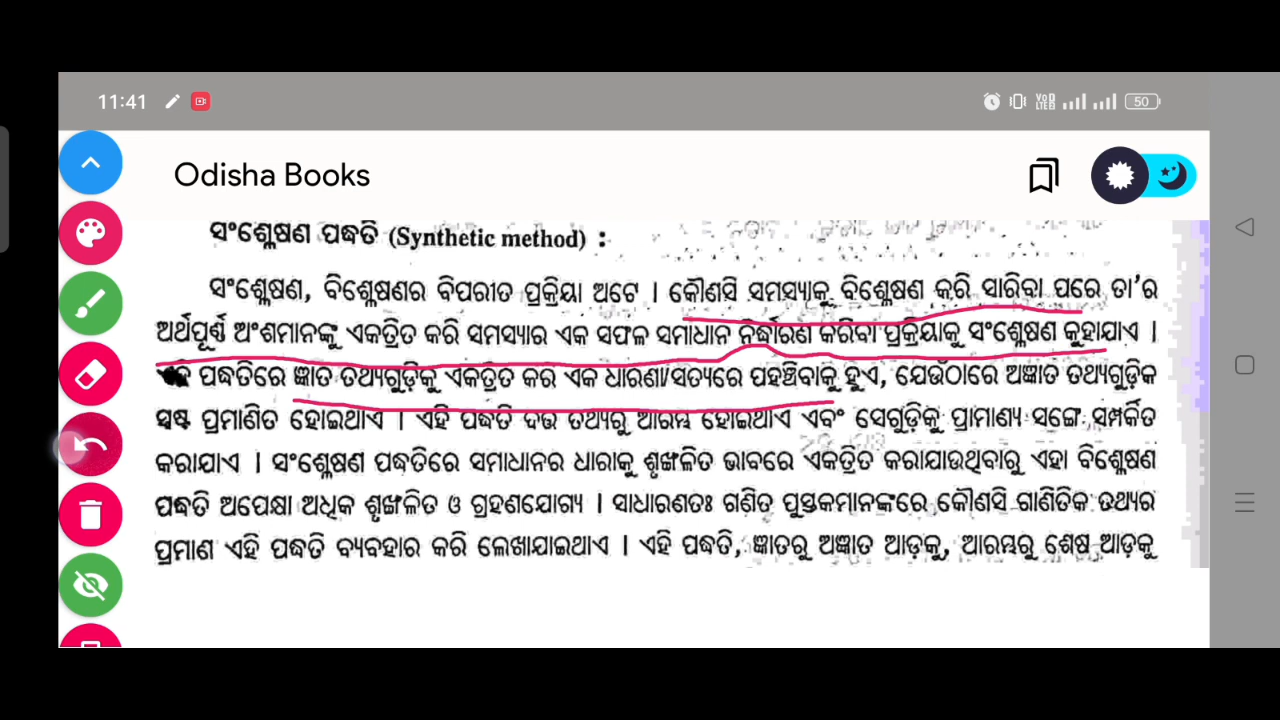 11:41
50
Odisha Books
ସଂଶ୍ଳେଷଣ ପଦ୍ଧତି (Synthetic method) :
ସଂଶ୍ଳେଷଣ, ବିଶ୍ଳେଷଣର ବିପରୀତ ପ୍ରକ୍ରିୟା ଅଟେ । କୌଣସି ସମସ୍ୟାକୁ ବିଶ୍ଳେଷଣ କରି ସାରିବା ପରେ ତା'ର
ଅର୍ଥପୂର୍ଣ୍ଣ ଅଂଶମାନଙ୍କୁ ଏକତ୍ରିତ କରି ସମସ୍ୟାର ଏକ ସଫଳ ସମାଧାନ ନିର୍ଦ୍ଧାରଣ କରିବା ପ୍ରକ୍ରିୟାକୁ ସଂଶ୍ଳେଷଣ କୁହାଯାଏ ।
ପଦ୍ଧତିରେ ଜ୍ଞାତ ତଥ୍ୟଗୁଡ଼ିକୁ ଏକତ୍ରିତ କରି ଏକ ଧାରଣା/ସତ୍ୟରେ ପହଞ୍ଚିବାକୁ ହୁଏ, ଯେଉଁଠାରେ ଅଜ୍ଞାତ ତଥ୍ୟଗୁଡ଼ିକ
ସ୍ପଷ୍ଟ ପ୍ରମାଣିତ ହୋଇଥାଏ । ଏହି ପଦ୍ଧତି ଦତ୍ତ ତଥ୍ୟରୁ ଆରମ୍ଭ ହୋଇଥାଏ ଏବଂ ସେଗୁଡ଼ିକୁ ପ୍ରାମାଣ୍ୟ ସଙ୍ଗେ ସମ୍ପର୍କିତ
କରାଯାଏ । ସଂଶ୍ଳେଷଣ ପଦ୍ଧତିରେ ସମାଧାନର ଧାରାକୁ ଶୃଙ୍ଖଳିତ ଭାବରେ ଏକତ୍ରିତ କରାଯାଉଥିବାରୁ ଏହା ବିଶ୍ଳେଷଣ
ପଦ୍ଧତି ଅପେକ୍ଷା ଅଧିକ ଶୃଙ୍ଖଳିତ ଓ ଗ୍ରହଣଯୋଗ୍ୟ । ସାଧାରଣତଃ ଗଣିତ ପୁସ୍ତକମାନଙ୍କରେ କୌଣସି ଗାଣିତିକ ତଥ୍ୟର
ପ୍ରମାଣ ଏହି ପଦ୍ଧତି ବ୍ୟବହାର କରି ଲେଖାଯାଇଥାଏ । ଏହି ପଦ୍ଧତି, ଜ୍ଞାତରୁ ଅଜ୍ଞାତ ଆଡ଼କୁ, ଆରମ୍ଭରୁ ଶେଷ ଆଡ଼କୁ